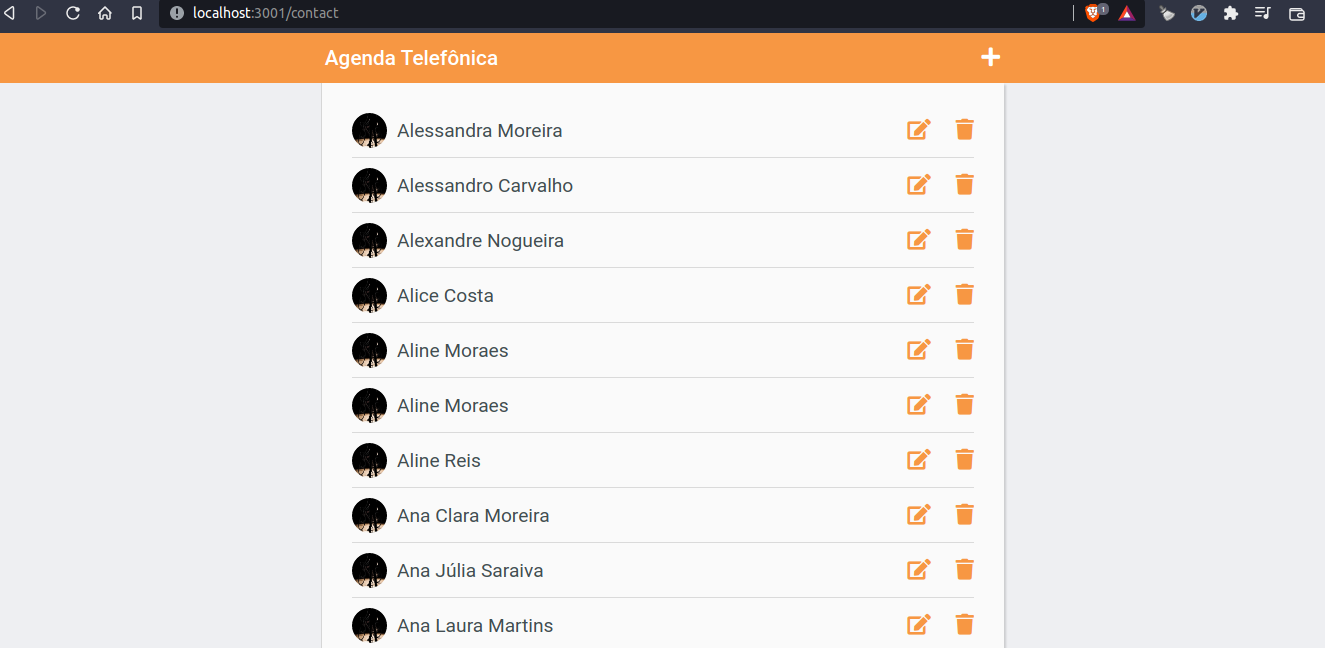 localhost:3001/contact
1
Agenda Telefônica
Alessandra Moreira
Alessandro Carvalho
Alexandre Nogueira
Alice Costa
Aline Moraes
Aline Moraes
Aline Reis
Ana Clara Moreira
Ana Júlia Saraiva
Ana Laura Martins